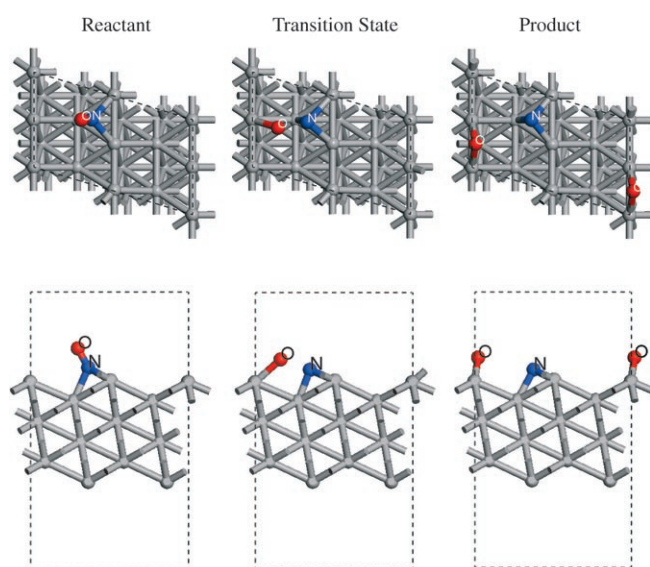 Reactant Transition State Product
O N O N N
O O
O O O O
N N N